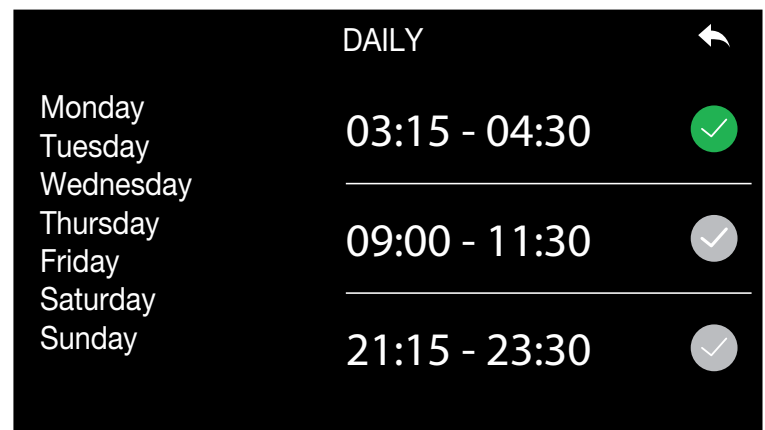 DAILY
Monday
Tuesday
Wednesday
Thursday
Friday
Saturday
Sunday
03:15 - 04:30
09:00 - 11:30
21:15 - 23:30